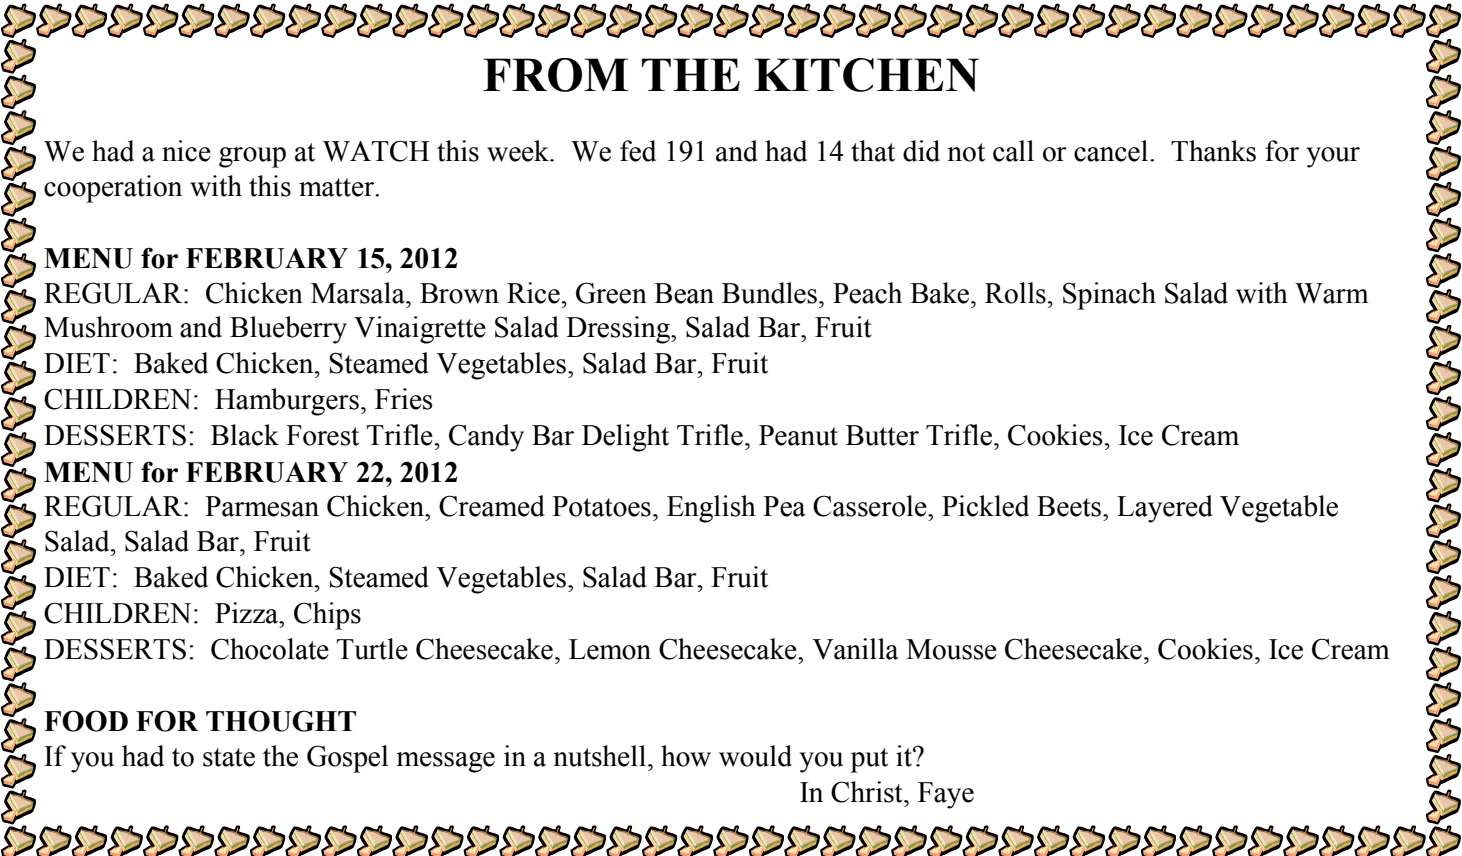 FROM THE KITCHEN
We had a nice group at WATCH this week.  We fed 191 and had 14 that did not call or cancel.  Thanks for your
cooperation with this matter.
MENU for FEBRUARY 15, 2012
REGULAR:  Chicken Marsala, Brown Rice, Green Bean Bundles, Peach Bake, Rolls, Spinach Salad with Warm
Mushroom and Blueberry Vinaigrette Salad Dressing, Salad Bar, Fruit
DIET:  Baked Chicken, Steamed Vegetables, Salad Bar, Fruit
CHILDREN:  Hamburgers, Fries
DESSERTS:  Black Forest Trifle, Candy Bar Delight Trifle, Peanut Butter Trifle, Cookies, Ice Cream
MENU for FEBRUARY 22, 2012
REGULAR:  Parmesan Chicken, Creamed Potatoes, English Pea Casserole, Pickled Beets, Layered Vegetable
Salad, Salad Bar, Fruit
DIET:  Baked Chicken, Steamed Vegetables, Salad Bar, Fruit
CHILDREN:  Pizza, Chips
DESSERTS:  Chocolate Turtle Cheesecake, Lemon Cheesecake, Vanilla Mousse Cheesecake, Cookies, Ice Cream
FOOD FOR THOUGHT
If you had to state the Gospel message in a nutshell, how would you put it?
In Christ, Faye